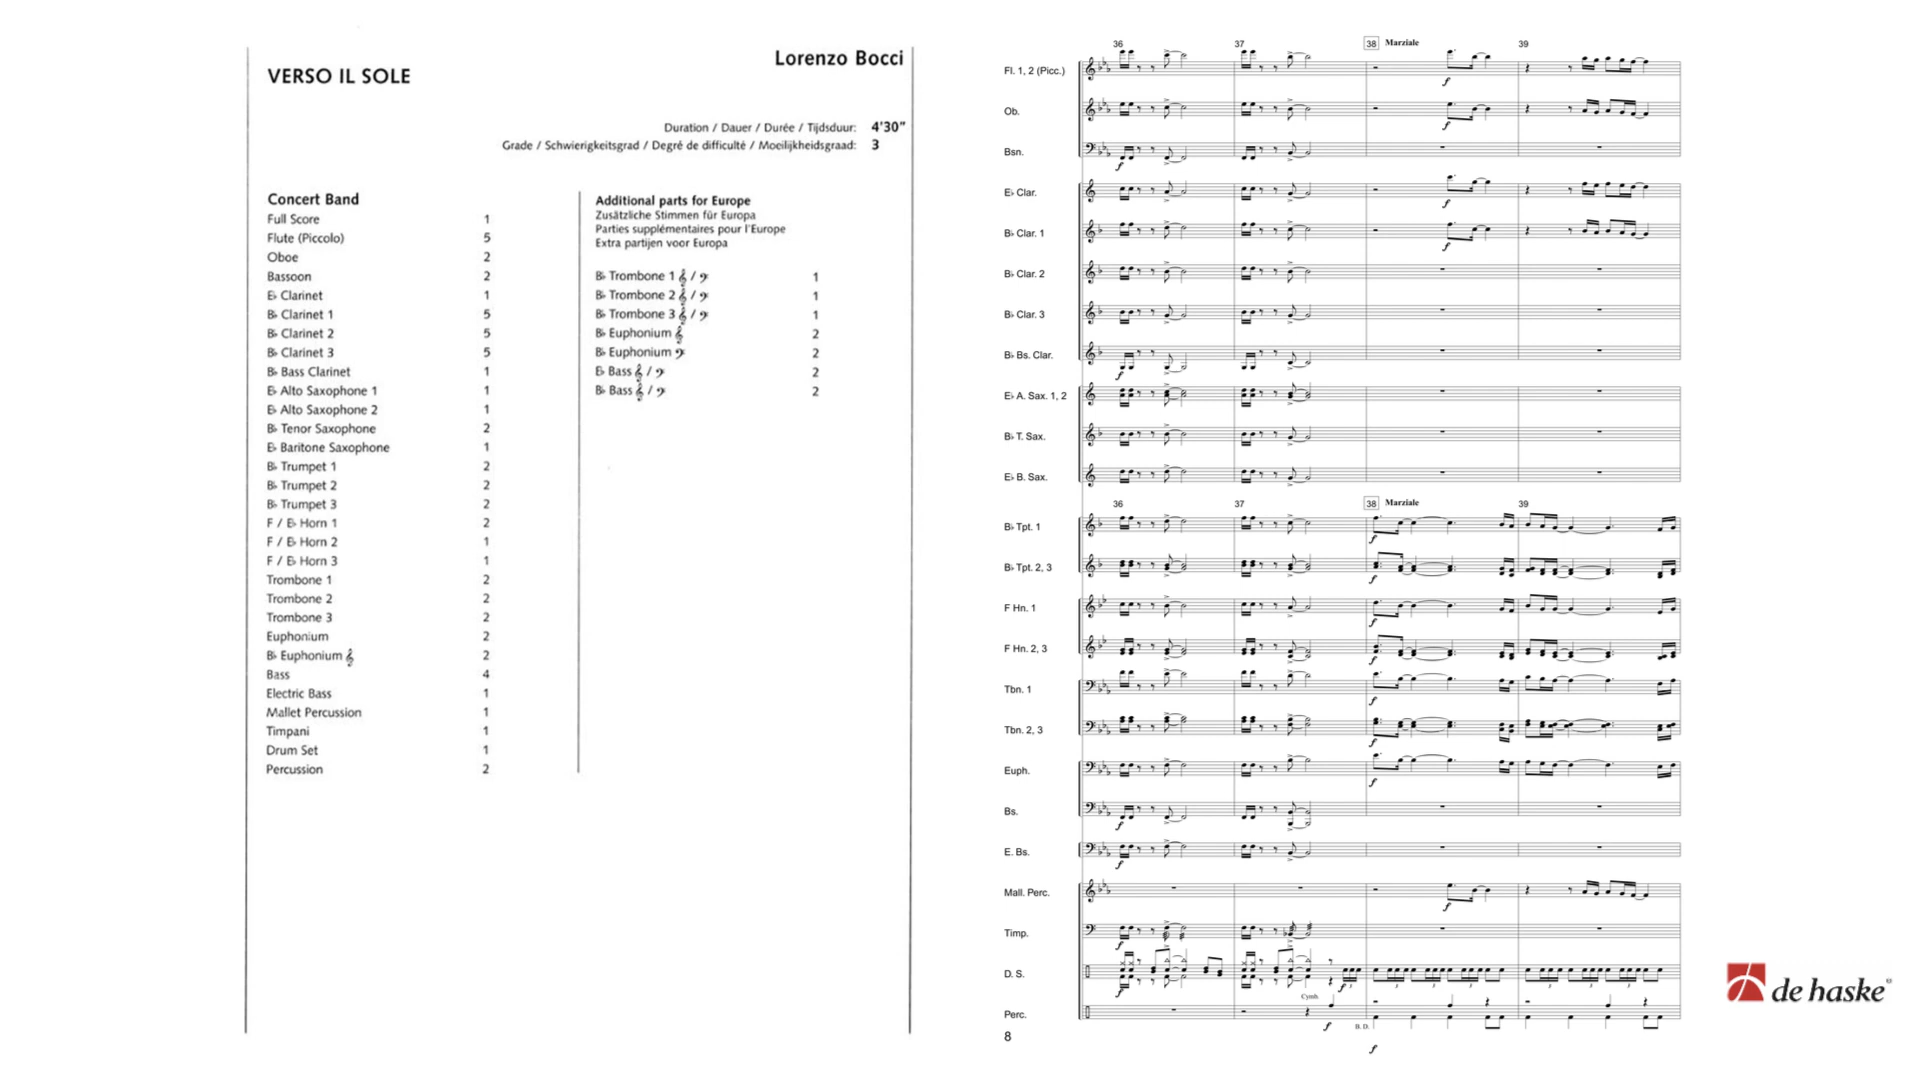 Lorenzo Bocci
VERSO IL SOLE
Duration / Dauer / Durée / Tijdsduur: 4'30"
Grade / Schwierigkeitsgrad / Degré de difficulté / Moeilijkheidsgraad: 3
Concert Band
Full Score 1
Flute (Piccolo) 5
Oboe 2
Bassoon 2
E♭ Clarinet 1
B♭ Clarinet 1 5
B♭ Clarinet 2 5
B♭ Clarinet 3 5
B♭ Bass Clarinet 1
E♭ Alto Saxophone 1 1
E♭ Alto Saxophone 2 1
B♭ Tenor Saxophone 2
E♭ Baritone Saxophone 1
B♭ Trumpet 1 2
B♭ Trumpet 2 2
B♭ Trumpet 3 2
F / E♭ Horn 1 2
F / E♭ Horn 2 1
F / E♭ Horn 3 1
Trombone 1 2
Trombone 2 2
Trombone 3 2
Euphonium 2
B♭ Euphonium 𝄞 2
Bass 4
Electric Bass 1
Mallet Percussion 1
Timpani 1
Drum Set 1
Percussion 2
Additional parts for Europe
Zusätzliche Stimmen für Europa
Parties supplémentaires pour l'Europe
Extra partijen voor Europa
B♭ Trombone 1 𝄞 / 𝄢 1
B♭ Trombone 2 𝄞 / 𝄢 1
B♭ Trombone 3 𝄞 / 𝄢 1
B♭ Euphonium 𝄞 2
B♭ Euphonium 𝄢 2
E♭ Bass 𝄞 / 𝄢 2
B♭ Bass 𝄞 / 𝄢 2
36 37 38 Marziale 39
Fl. 1, 2 (Picc.)
f
Ob.
f
Bsn.
f
E♭ Clar.
f
B♭ Clar. 1
f
B♭ Clar. 2
B♭ Clar. 3
B♭ Bs. Clar.
f
E♭ A. Sax. 1, 2
B♭ T. Sax.
E♭ B. Sax.
36 37 38 Marziale 39
B♭ Tpt. 1
f
B♭ Tpt. 2, 3
f
F Hn. 1
f
F Hn. 2, 3
f
Tbn. 1
f
Tbn. 2, 3
f
Euph.
f
Bs.
f
E. Bs.
f
Mall. Perc.
f
Timp.
f
D. S.
f f 3 3 3 3 3 3 3
Cymb.
Perc.
f B. D.
f
8
de haske